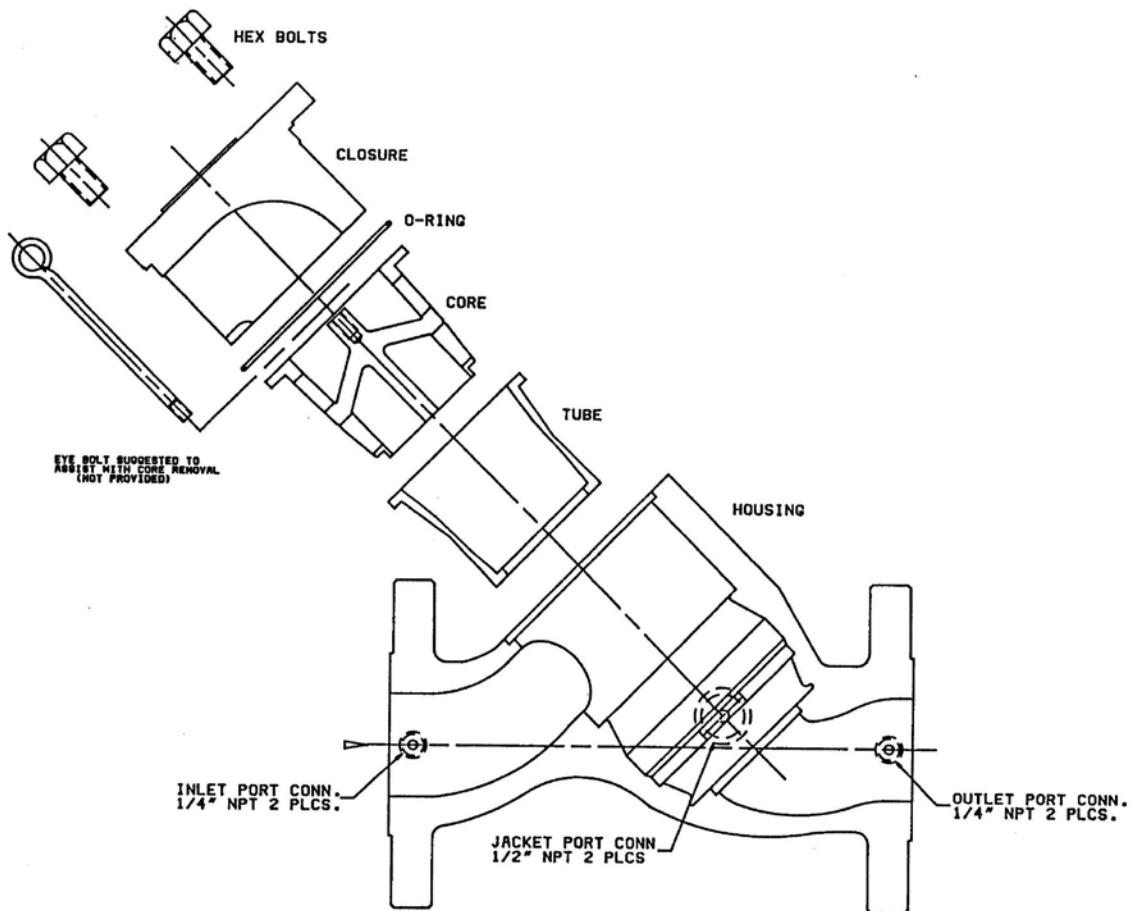 HEX BOLTS
CLOSURE
O-RING
CORE
TUBE
EYE BOLT SUGGESTED TO
ASSIST WITH CORE REMOVAL
(NOT PROVIDED)
HOUSING
INLET PORT CONN.
1/4" NPT 2 PLCS.
JACKET PORT CONN
1/2" NPT 2 PLCS
OUTLET PORT CONN.
1/4" NPT 2 PLCS.